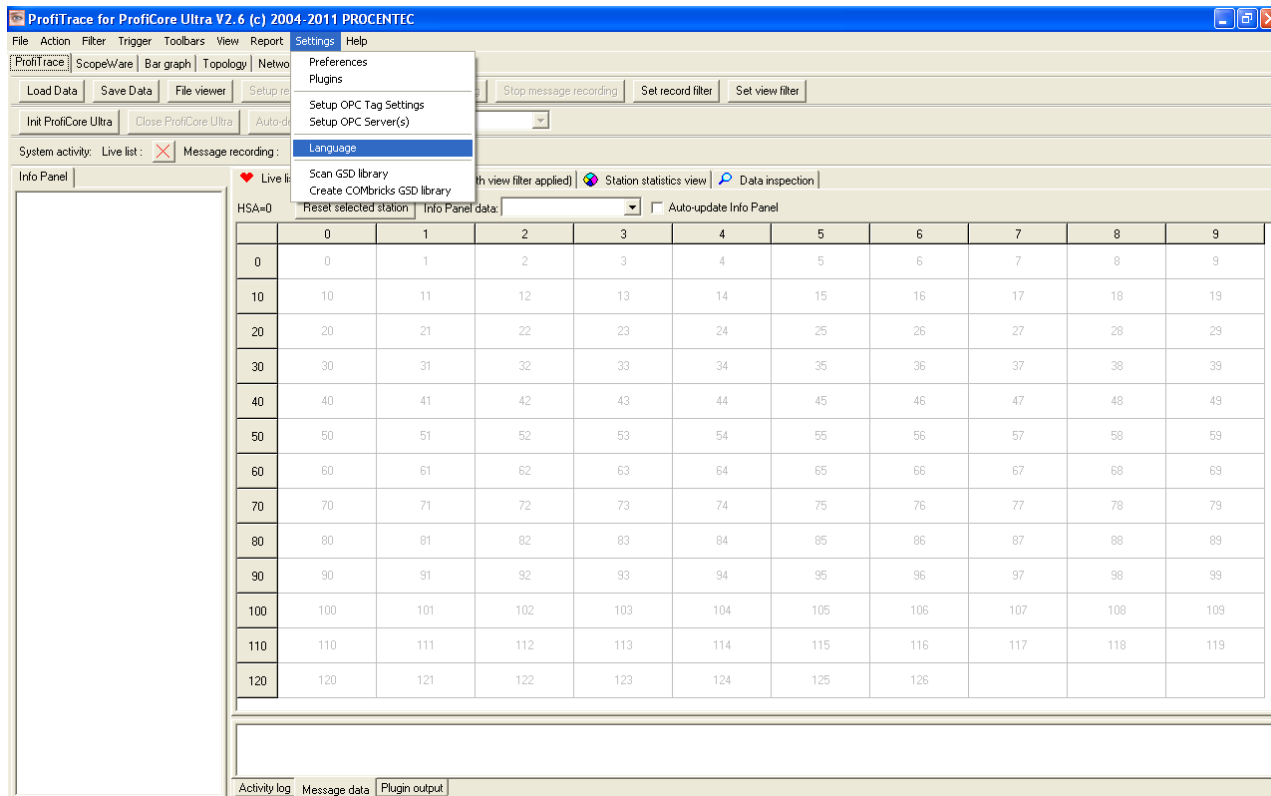 ProfiTrace for ProfiCore Ultra V2.6 (c) 2004-2011 PROCENTEC
File Action Filter Trigger Toolbars View Report Settings Help
ProfiTrace ScopeWare Bar graph Topology
Preferences
Plugins
Setup OPC Tag Settings
Setup OPC Server(s)
Language
Scan GSD library
Create COMbricks GSD library
Load Data Save Data File viewer Setup Stop message recording Set record filter Set view filter
Init ProfiCore Ultra Close ProfiCore Ultra
System activity: Live list : Message recording :
Info Panel
Live view filter applied) Station statistics view Data inspection
HSA=0 Reset selected station Info Panel data: Auto-update Info Panel
0 1 2 3 4 5 6 7 8 9
0 0 1 2 3 4 5 6 7 8 9
10 10 11 12 13 14 15 16 17 18 19
20 20 21 22 23 24 25 26 27 28 29
30 30 31 32 33 34 35 36 37 38 39
40 40 41 42 43 44 45 46 47 48 49
50 50 51 52 53 54 55 56 57 58 59
60 60 61 62 63 64 65 66 67 68 69
70 70 71 72 73 74 75 76 77 78 79
80 80 81 82 83 84 85 86 87 88 89
90 90 91 92 93 94 95 96 97 98 99
100 100 101 102 103 104 105 106 107 108 109
110 110 111 112 113 114 115 116 117 118 119
120 120 121 122 123 124 125 126
Activity log Message data Plugin output